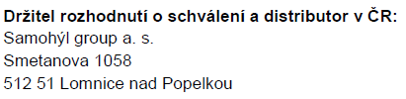 Držitel rozhodnutí o schválení a distributor v ČR:
Samohýl group a. s.
Smetanova 1058
512 51 Lomnice nad Popelkou